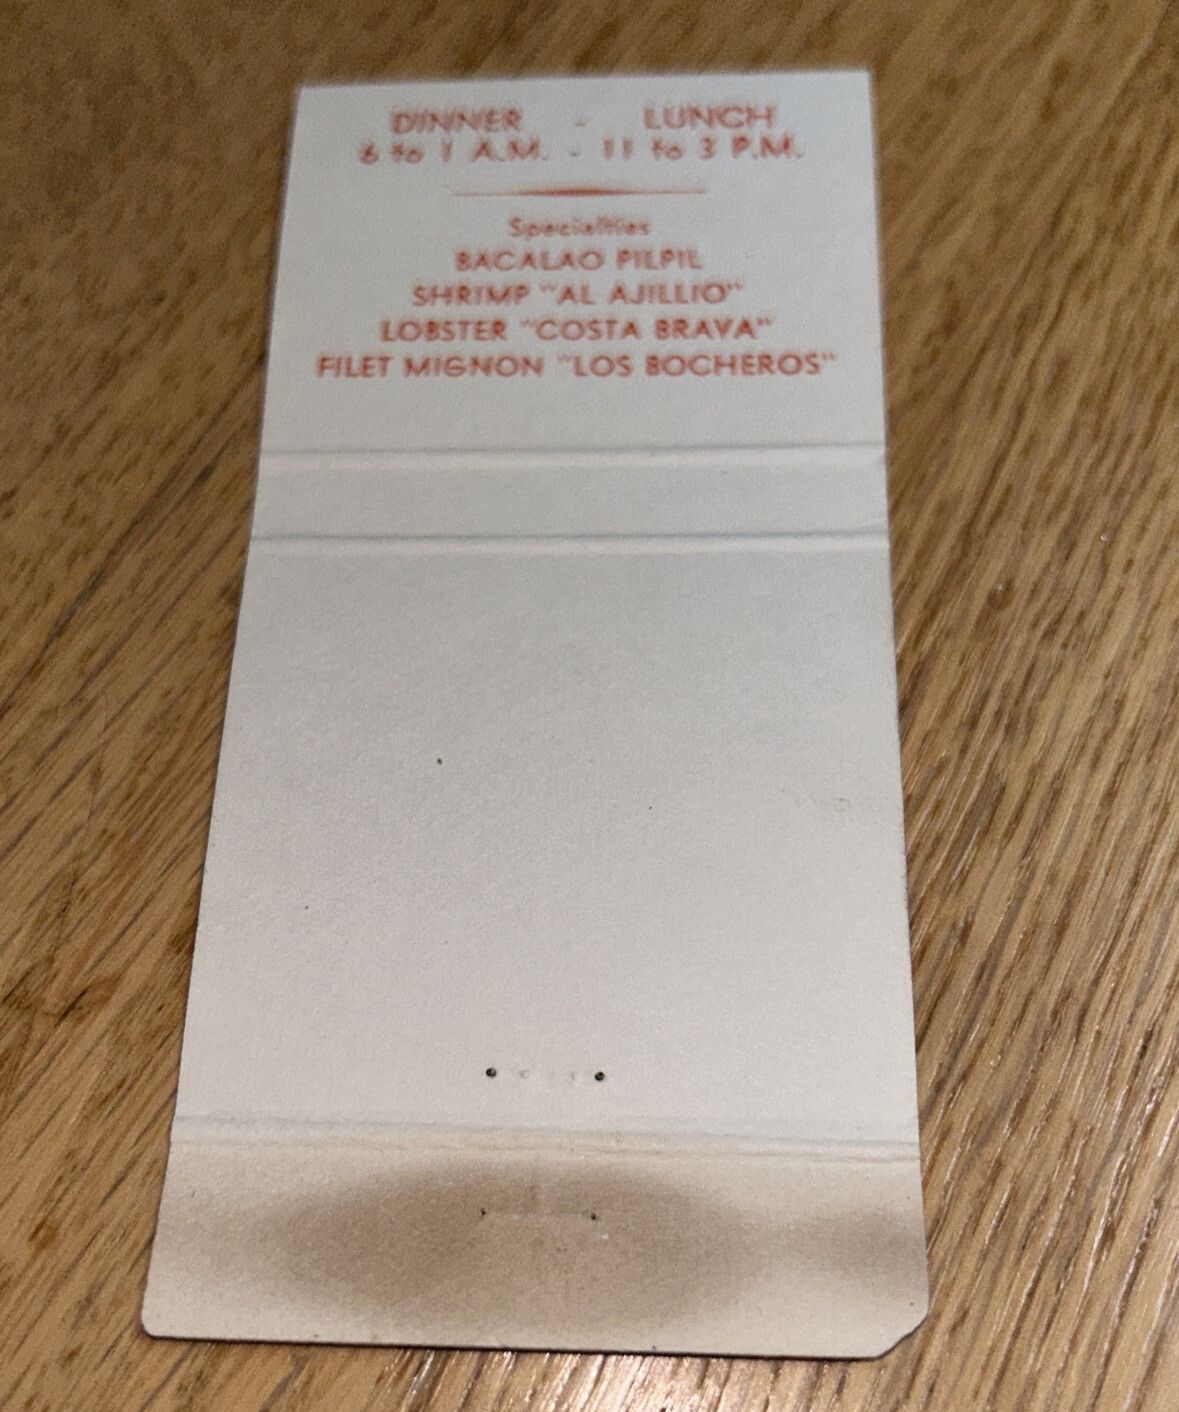 DINNER - LUNCH
6 to 1 A.M. - 11 to 3 P.M.
Specialties
BACALAO PILPIL
SHRIMP "AL AJILLIO"
LOBSTER "COSTA BRAVA"
FILET MIGNON "LOS BOCHEROS"